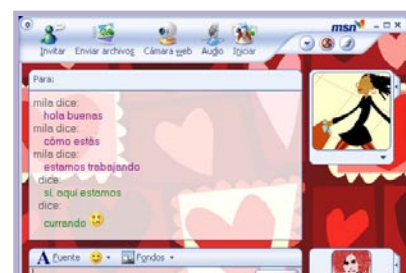 msn
Invitar Enviar archivos Cámara web Audio Iniciar
Para:
mila dice:
hola buenas
mila dice:
cómo estás
mila dice:
estamos trabajando
dice:
sí, aquí estamos
dice:
currando
A Fuente Fondos